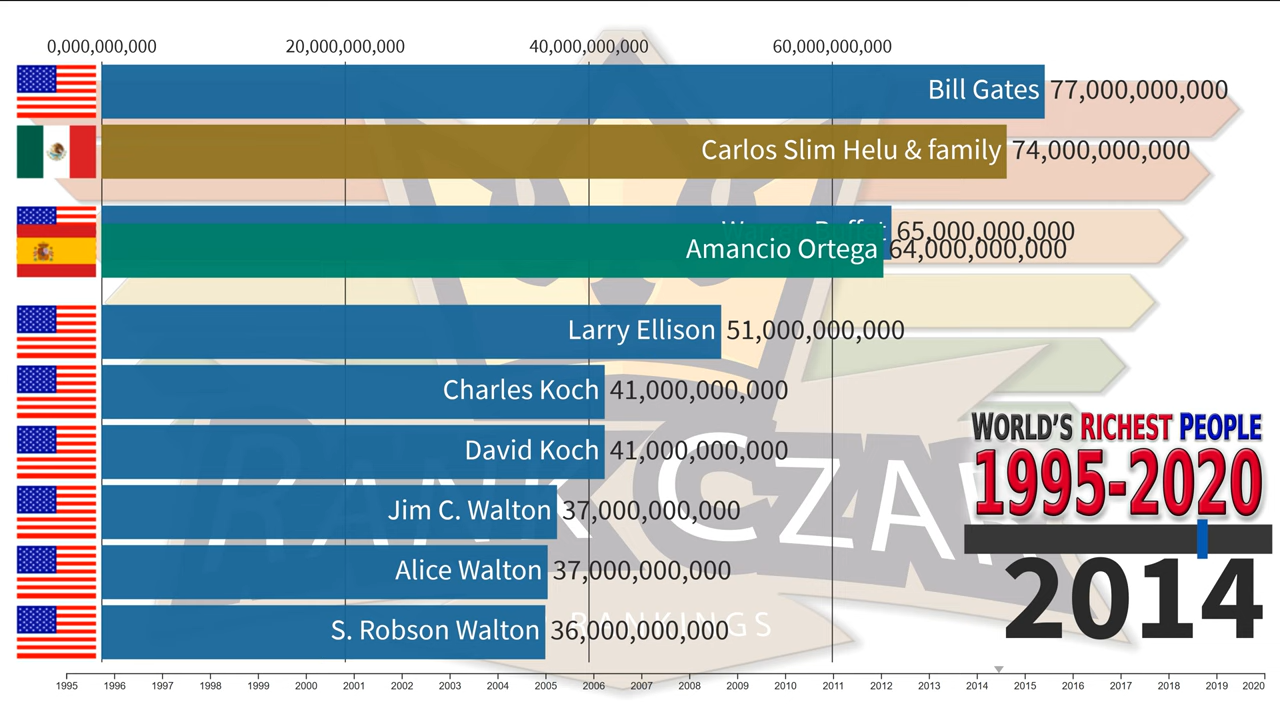 0,000,000,000 20,000,000,000 40,000,000,000 60,000,000,000
Bill Gates 77,000,000,000
Carlos Slim Helu & family 74,000,000,000
65,000,000,000
Amancio Ortega 64,000,000,000
Larry Ellison 51,000,000,000
Charles Koch 41,000,000,000
David Koch 41,000,000,000
Jim C. Walton 37,000,000,000
Alice Walton 37,000,000,000
S. Robson Walton 36,000,000,000
RANK CZAR
RANKINGS
WORLD'S RICHEST PEOPLE
1995-2020
2014
1995 1996 1997 1998 1999 2000 2001 2002 2003 2004 2005 2006 2007 2008 2009 2010 2011 2012 2013 2014 2015 2016 2017 2018 2019 2020